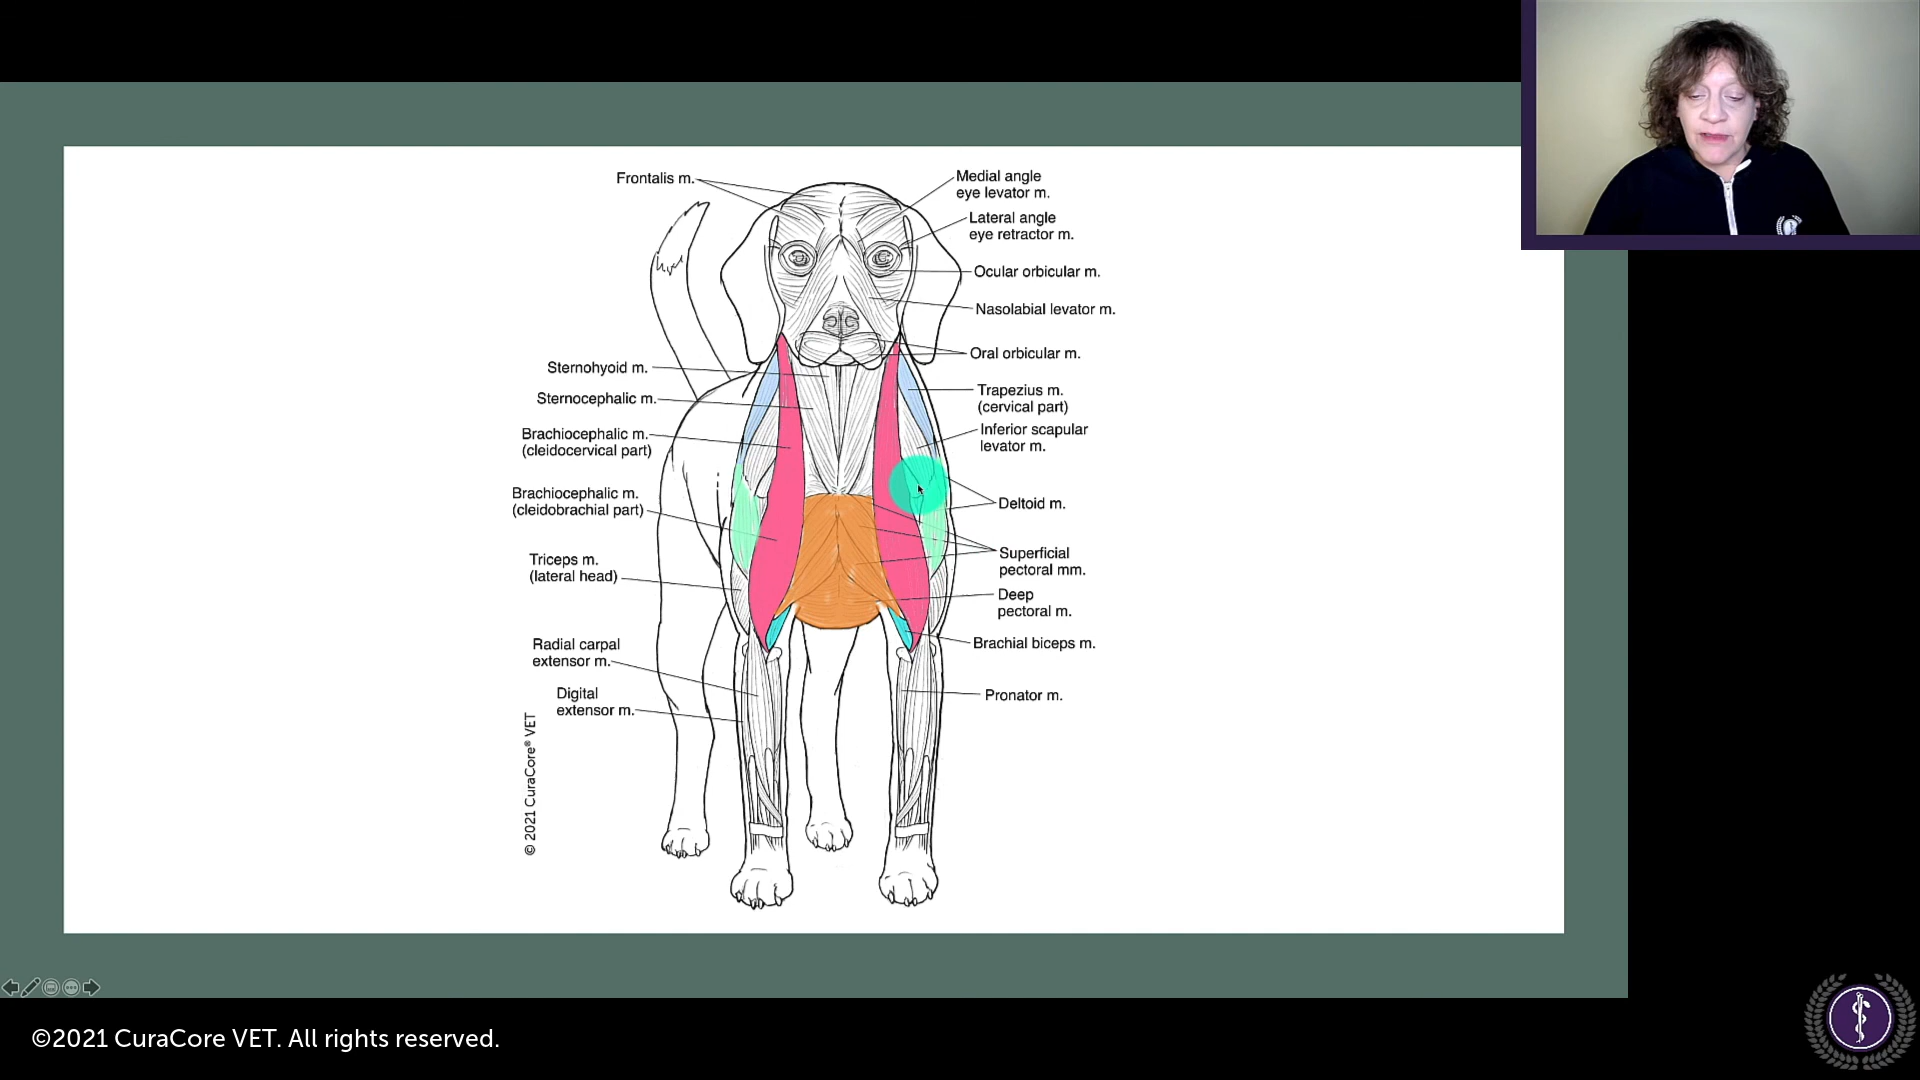 Frontalis m.
Sternohyoid m.
Sternocephalic m.
Brachiocephalic m.
(cleidocervical part)
Brachiocephalic m.
(cleidobrachial part)
Triceps m.
(lateral head)
Radial carpal
extensor m.
Digital
extensor m.
© 2021 CuraCore® VET
Medial angle
eye levator m.
Lateral angle
eye retractor m.
Ocular orbicular m.
Nasolabial levator m.
Oral orbicular m.
Trapezius m.
(cervical part)
Inferior scapular
levator m.
Deltoid m.
Superficial
pectoral mm.
Deep
pectoral m.
Brachial biceps m.
Pronator m.
©2021 CuraCore VET. All rights reserved.